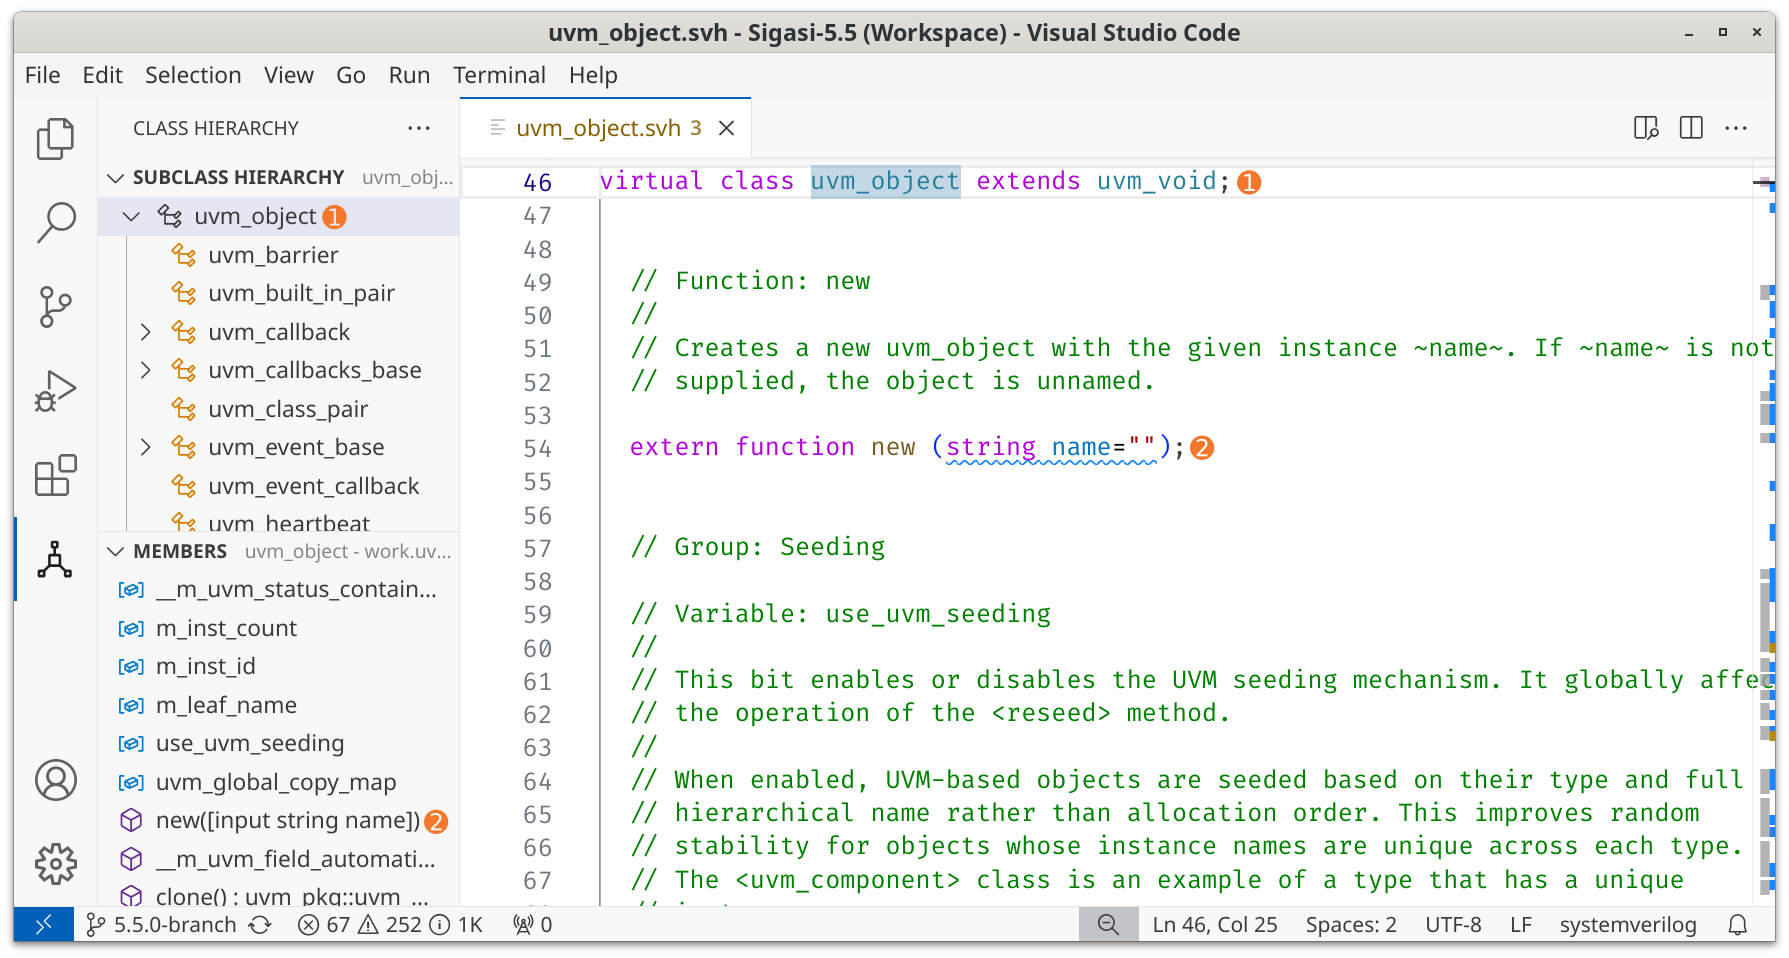 uvm_object.svh - Sigasi-5.5 (Workspace) - Visual Studio Code
File Edit Selection View Go Run Terminal Help
CLASS HIERARCHY
SUBCLASS HIERARCHY uvm_obj...
uvm_object 1
uvm_barrier
uvm_built_in_pair
uvm_callback
uvm_callbacks_base
uvm_class_pair
uvm_event_base
uvm_event_callback
uvm_heartbeat
MEMBERS uvm_object - work.uv...
__m_uvm_status_contain...
m_inst_count
m_inst_id
m_leaf_name
use_uvm_seeding
uvm_global_copy_map
new([input string name]) 2
__m_uvm_field_automati...
clone() : uvm_pkg::uvm_...
uvm_object.svh 3
46 virtual class uvm_object extends uvm_void; 1
47
48
49 // Function: new
50 //
51 // Creates a new uvm_object with the given instance ~name~. If ~name~ is not
52 // supplied, the object is unnamed.
53
54 extern function new (string name=""); 2
55
56
57 // Group: Seeding
58
59 // Variable: use_uvm_seeding
60 //
61 // This bit enables or disables the UVM seeding mechanism. It globally affec
62 // the operation of the <reseed> method.
63 //
64 // When enabled, UVM-based objects are seeded based on their type and full
65 // hierarchical name rather than allocation order. This improves random
66 // stability for objects whose instance names are unique across each type.
67 // The <uvm_component> class is an example of a type that has a unique
5.5.0-branch 67 252 1K 0 Ln 46, Col 25 Spaces: 2 UTF-8 LF systemverilog